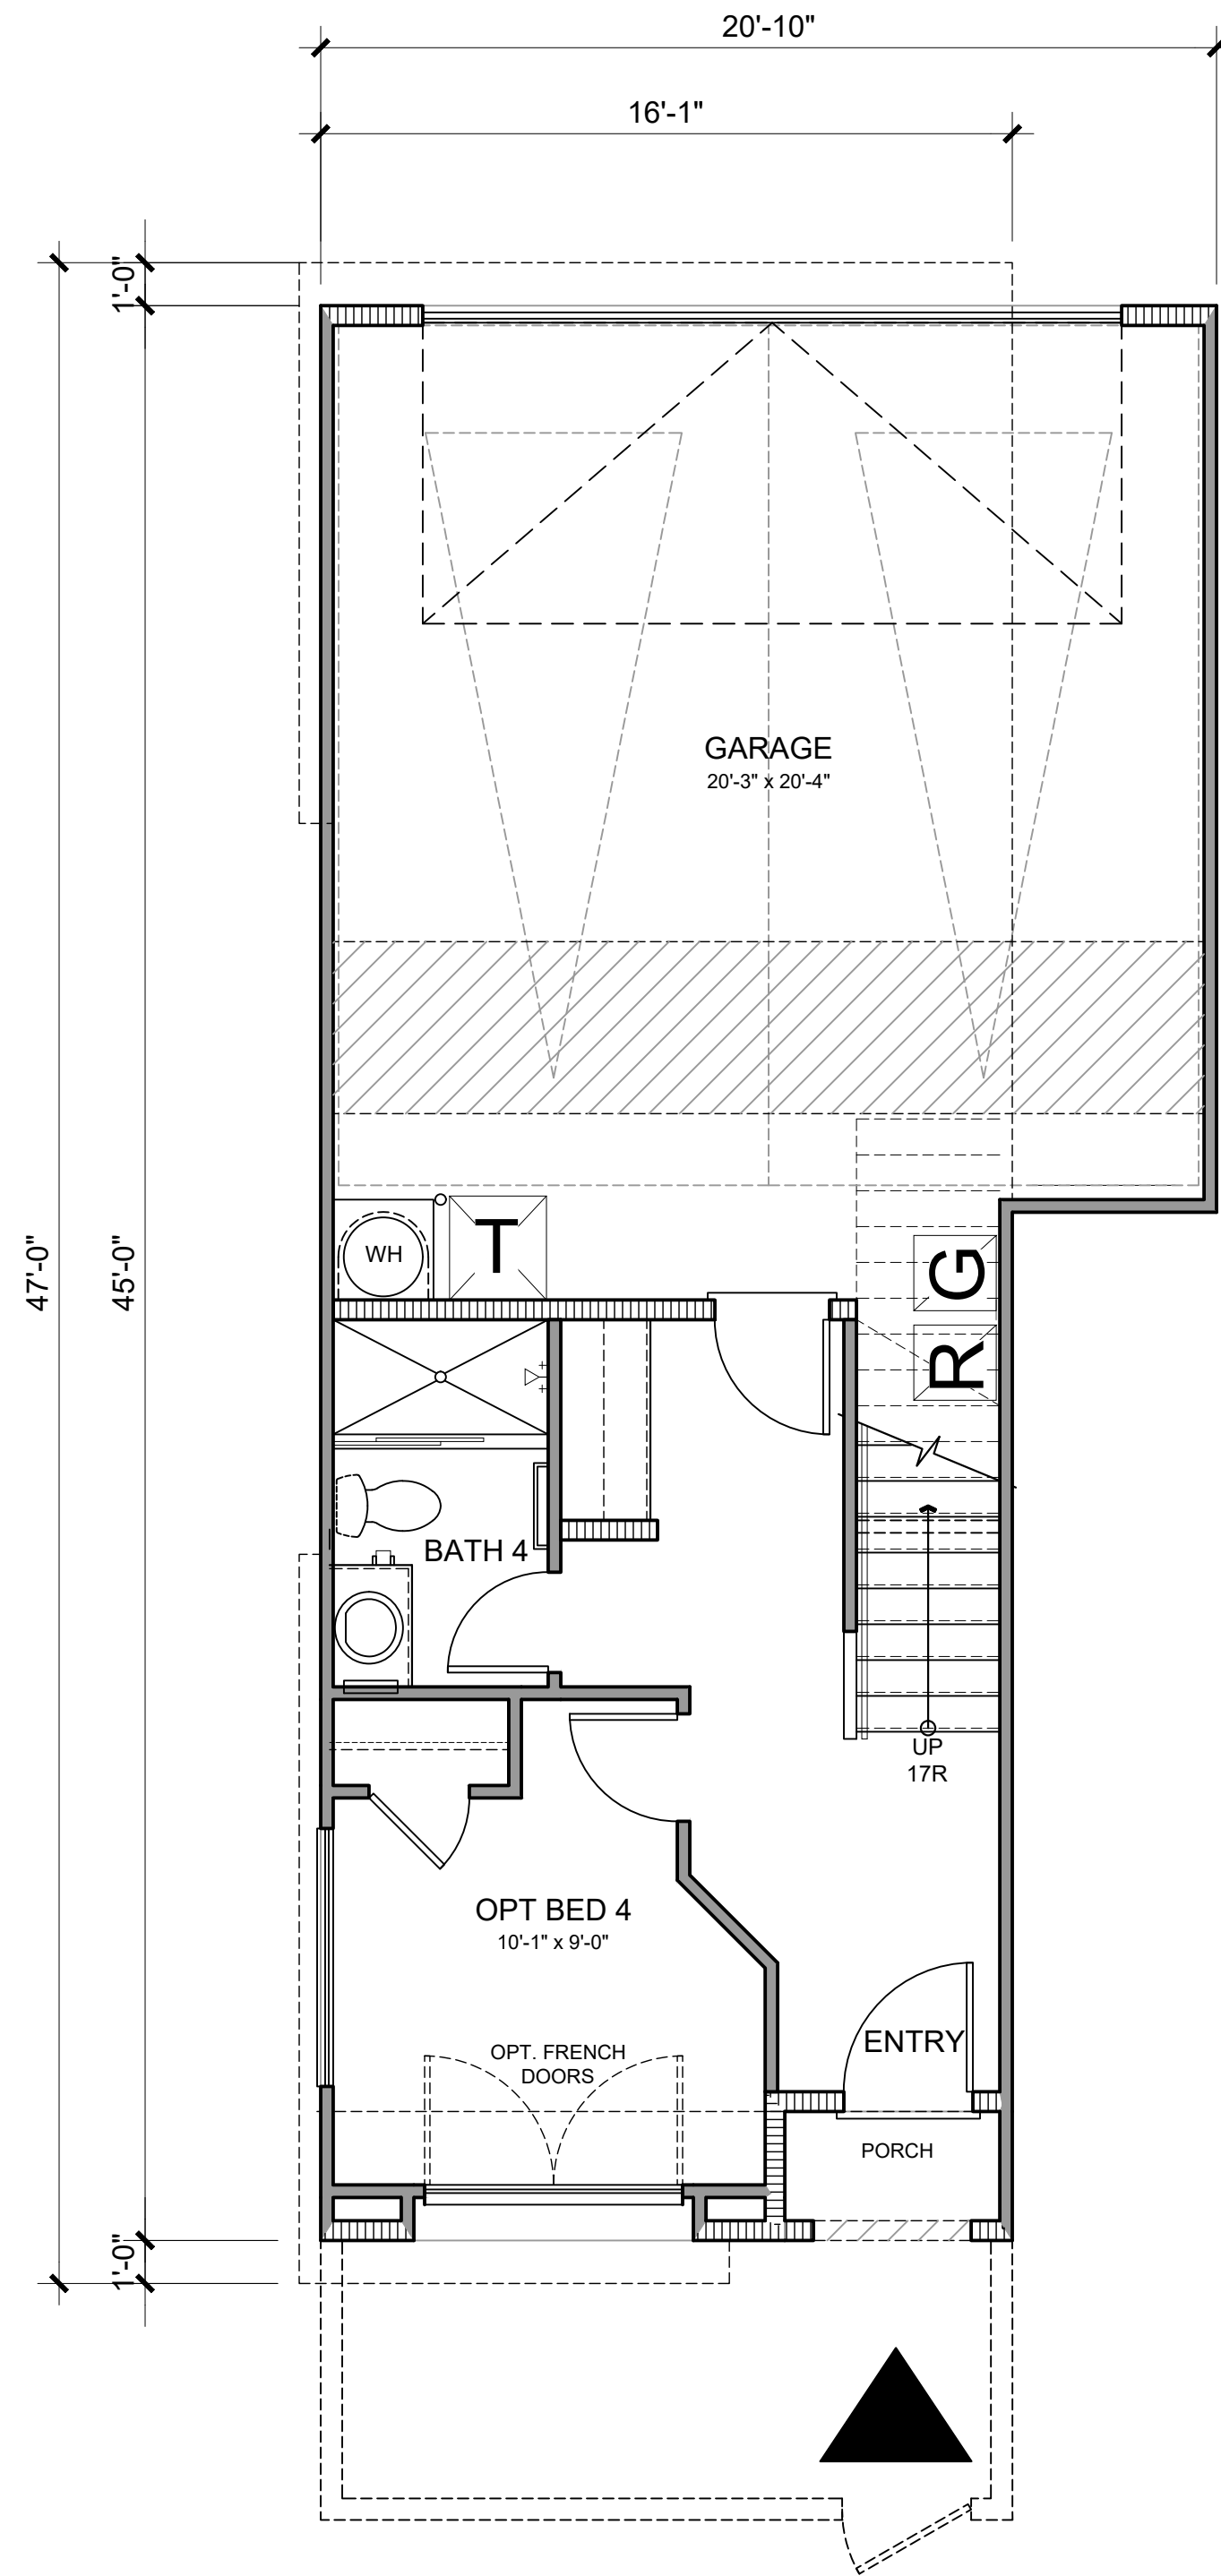 20'-10"
16'-1"
1'-0"
47'-0"
45'-0"
1'-0"
GARAGE
20'-3" x 20'-4"
WH
T
G
R
BATH 4
UP
17R
OPT BED 4
10'-1" x 9'-0"
OPT. FRENCH
DOORS
ENTRY
PORCH